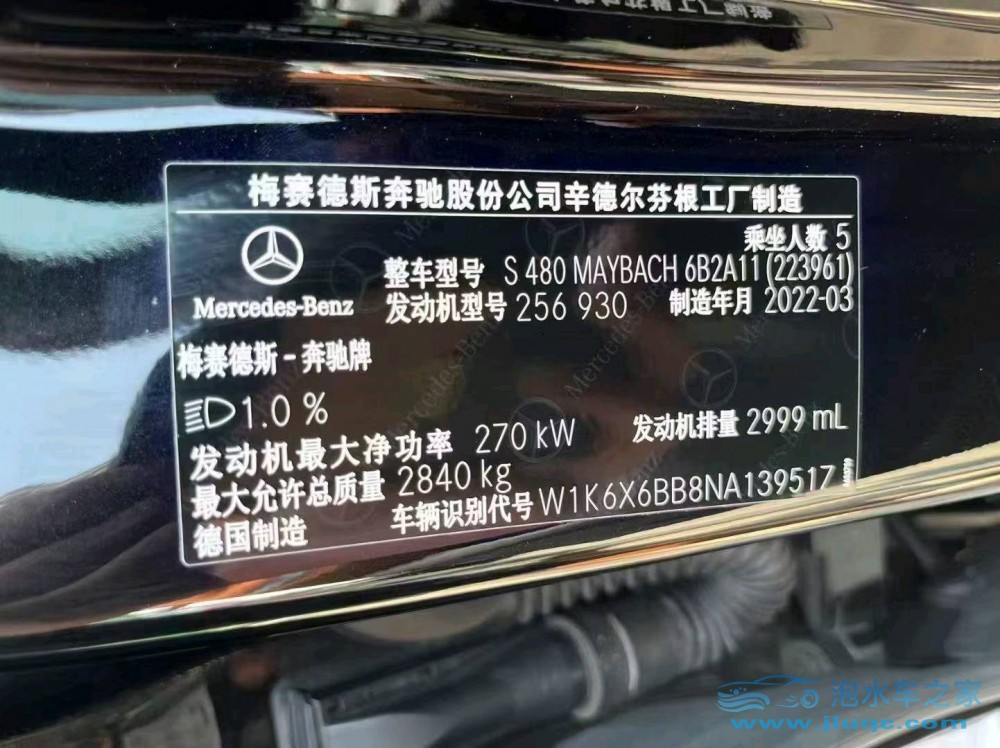 梅赛德斯奔驰股份公司辛德尔芬根工厂制造
乘坐人数 5
整车型号 S 480 MAYBACH 6B2A11 (223961)
Mercedes-Benz
发动机型号 256 930 制造年月 2022-03
梅赛德斯 - 奔驰牌
1.0 %
发动机最大净功率 270 kW 发动机排量 2999 mL
最大允许总质量 2840 kg
车辆识别代号 W1K6X6BB8NA139517
德国制造
泡水车之家